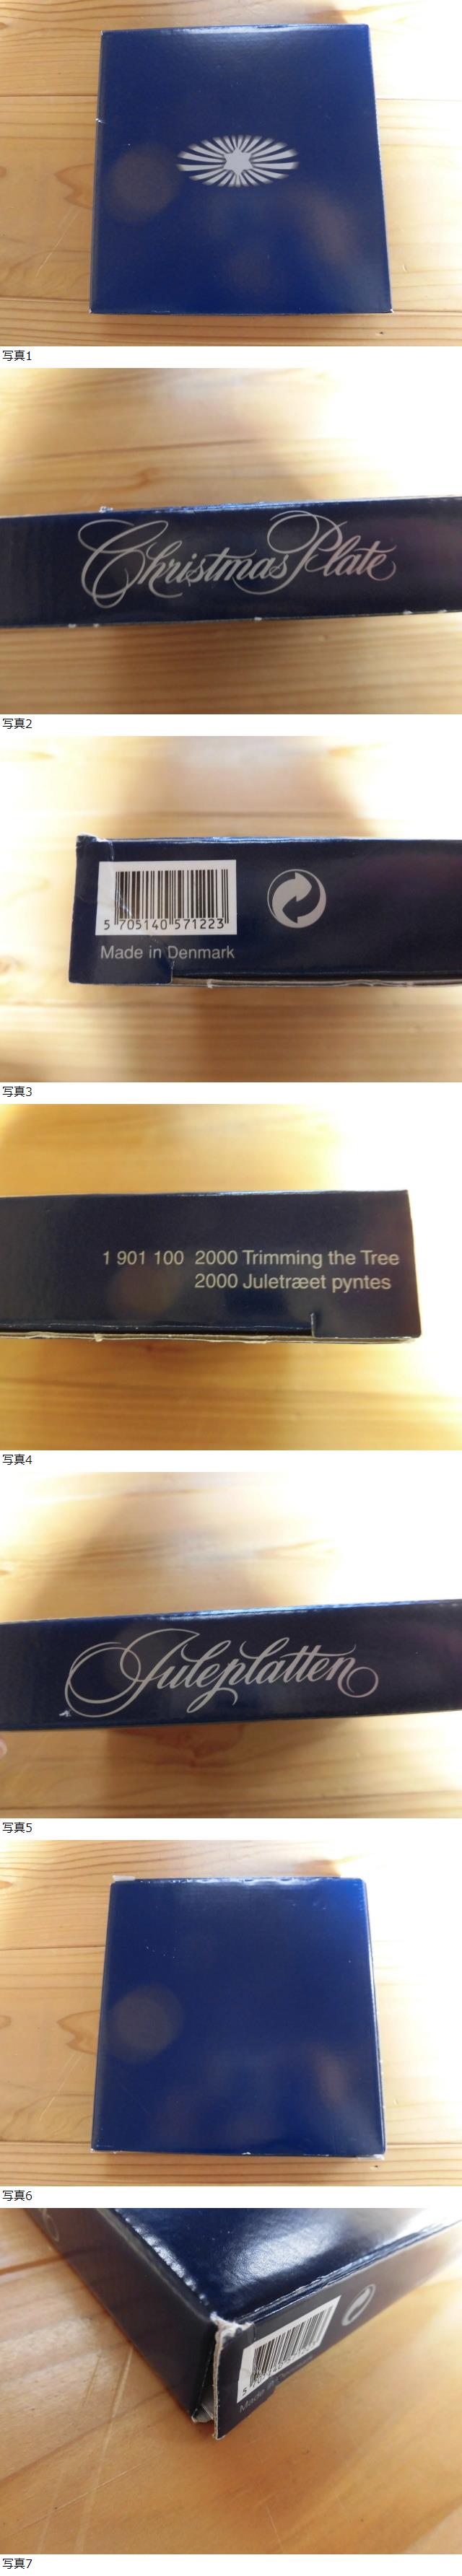 写真1
Christmas Plate
写真2
5 705140 571223
Made in Denmark
写真3
1 901 100 2000 Trimming the Tree
2000 Juletræet pyntes
写真4
Juleplatten
写真5
写真6
写真7